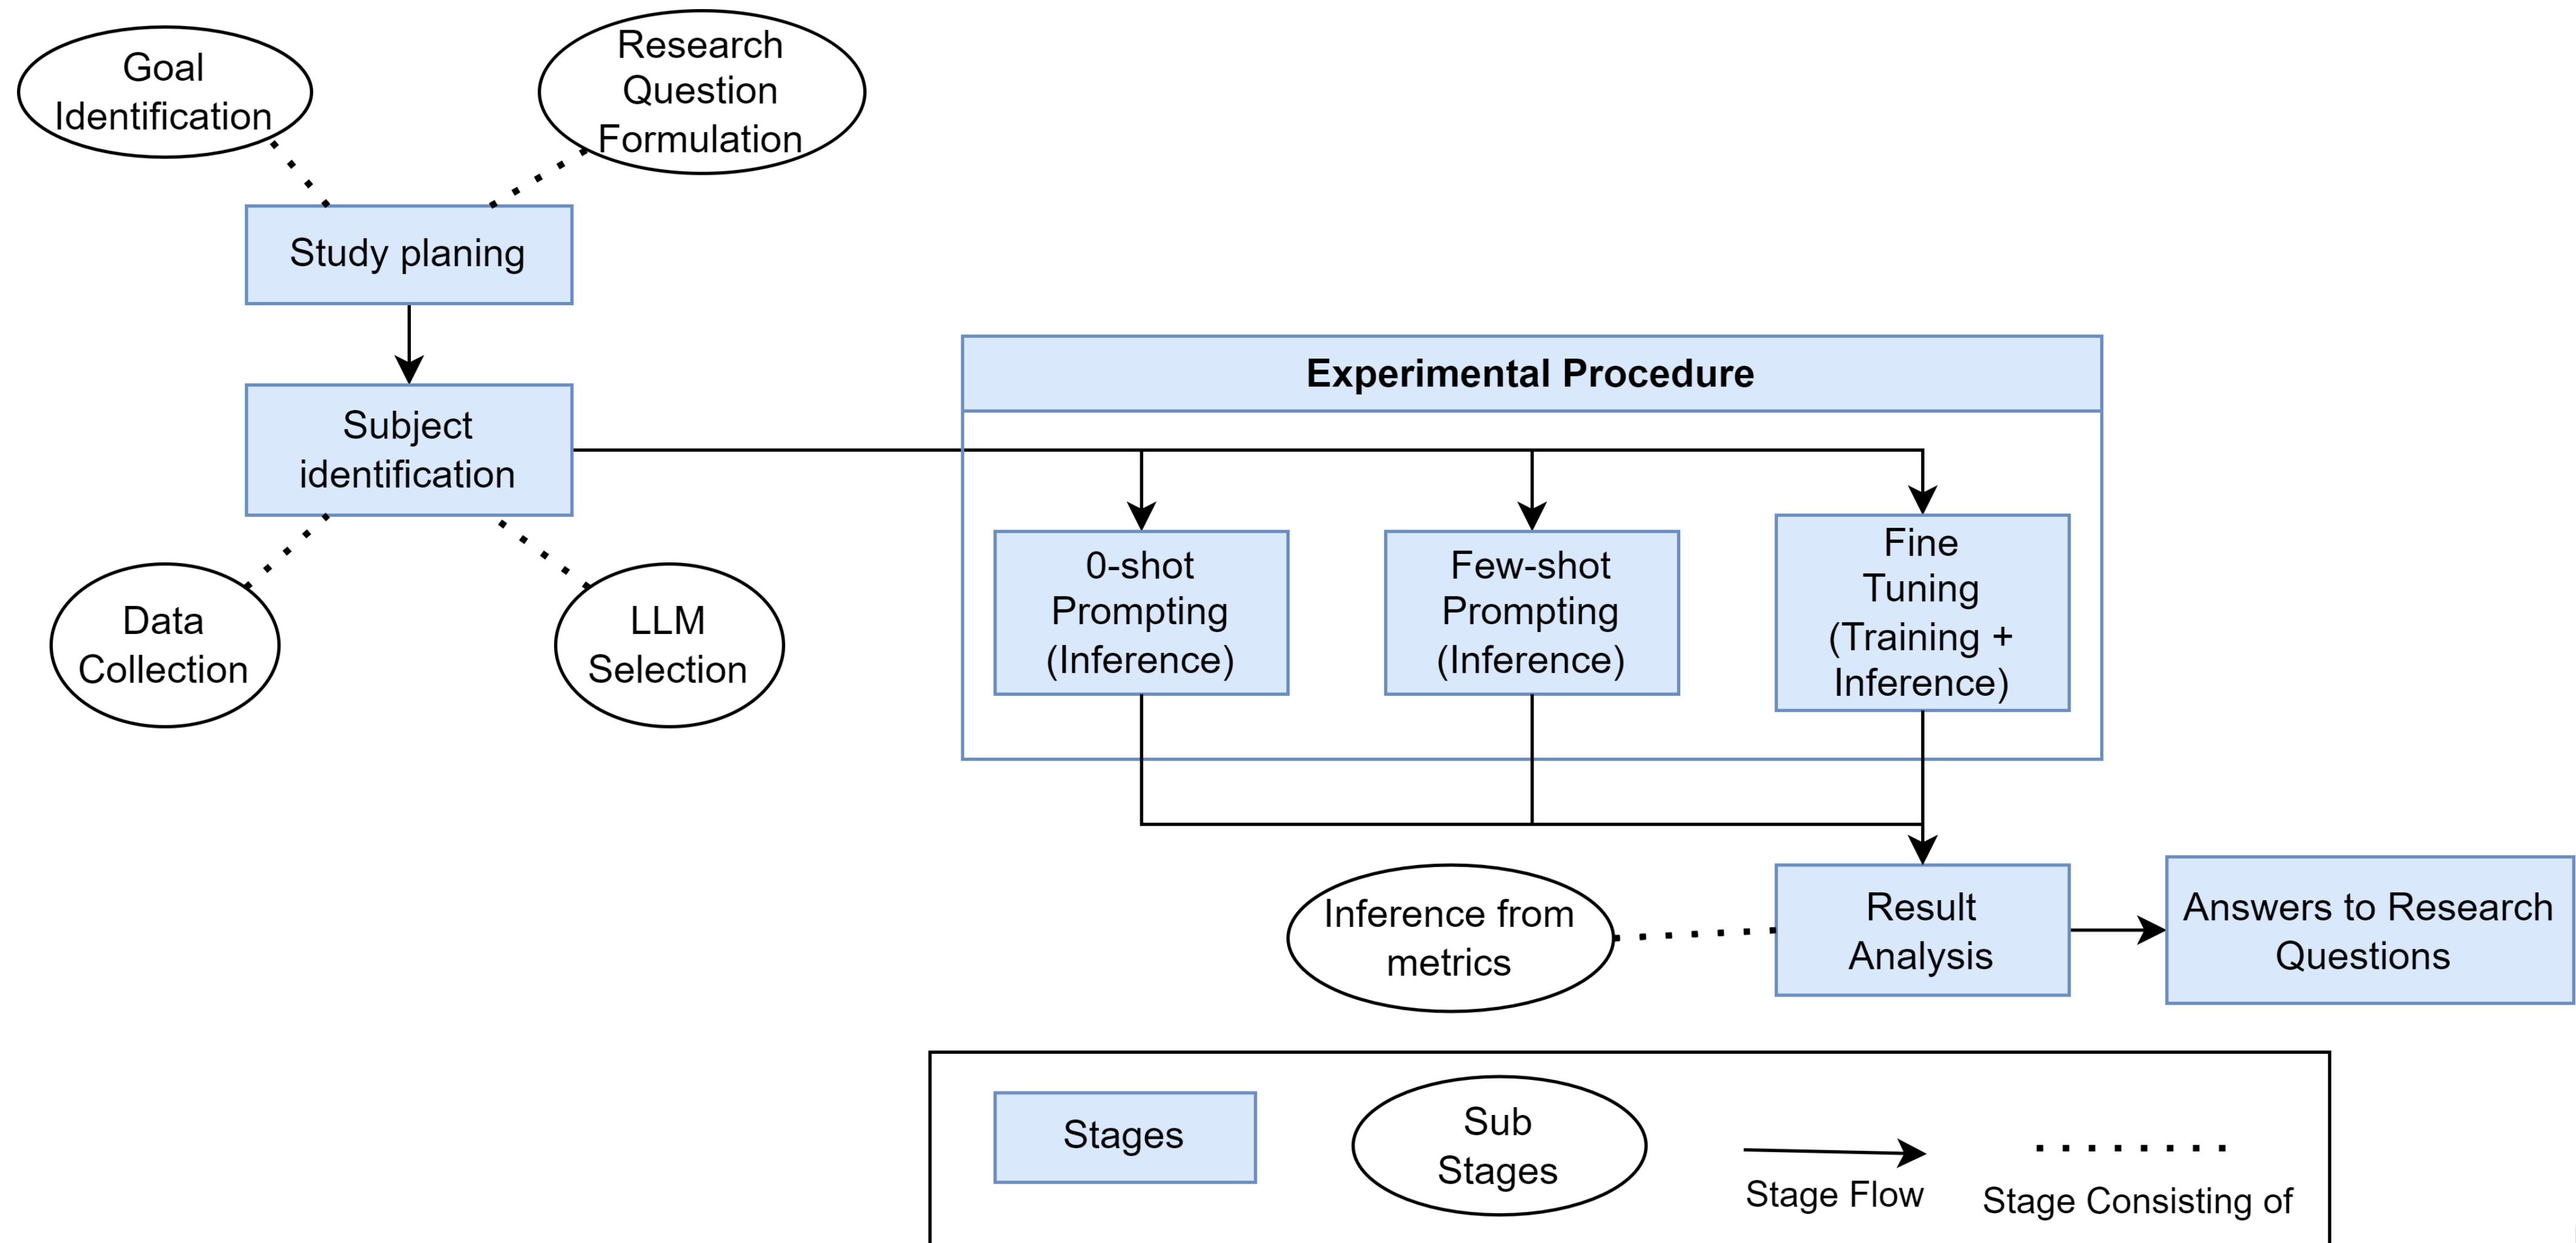 Goal
Identification
Research
Question
Formulation
Study planing
Subject
identification
Data
Collection
LLM
Selection
Experimental Procedure
0-shot
Prompting
(Inference)
Few-shot
Prompting
(Inference)
Fine
Tuning
(Training +
Inference)
Inference from
metrics
Result
Analysis
Answers to Research
Questions
Stages
Sub
Stages
Stage Flow
Stage Consisting of